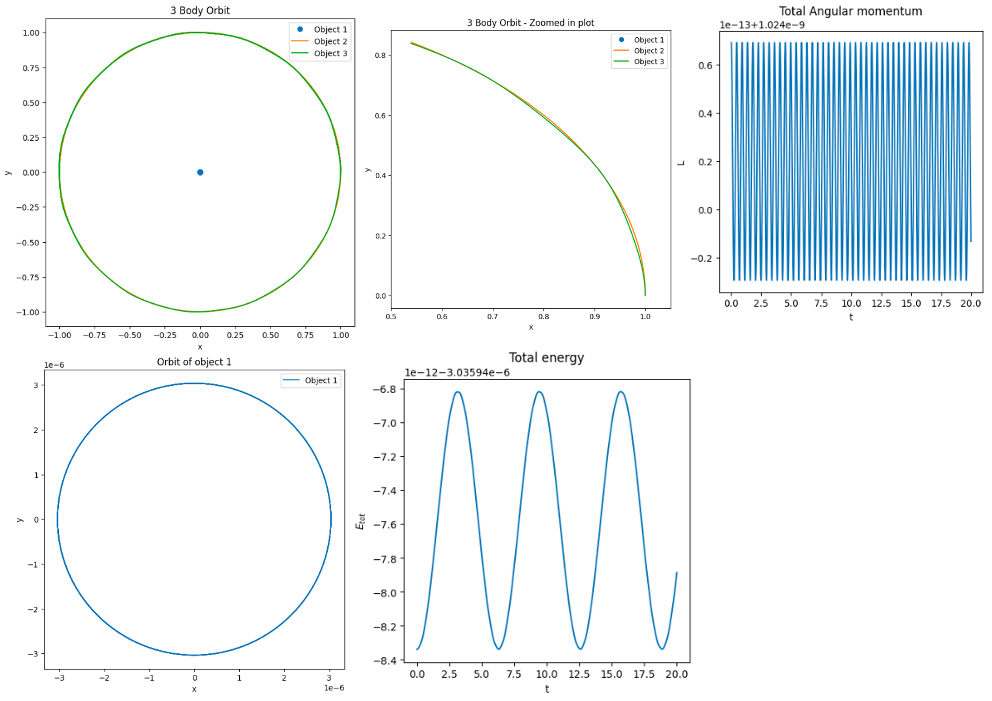 3 Body Orbit
Object 1
Object 2
Object 3
1.00
0.75
0.50
0.25
0.00
−0.25
−0.50
−0.75
−1.00
y
−1.00 −0.75 −0.50 −0.25 0.00 0.25 0.50 0.75 1.00
x
3 Body Orbit - Zoomed in plot
Object 1
Object 2
Object 3
0.8
0.6
0.4
0.2
0.0
y
0.5 0.6 0.7 0.8 0.9 1.0
x
Total Angular momentum
1e−13+1.024e−9
0.6
0.4
0.2
0.0
−0.2
L
0.0 2.5 5.0 7.5 10.0 12.5 15.0 17.5 20.0
t
Orbit of object 1
1e−6
Object 1
3
2
1
0
−1
−2
−3
y
−3 −2 −1 0 1 2 3
1e−6
x
Total energy
1e−12−3.03594e−6
−6.8
−7.0
−7.2
−7.4
−7.6
−7.8
−8.0
−8.2
−8.4
Etot
0.0 2.5 5.0 7.5 10.0 12.5 15.0 17.5 20.0
t